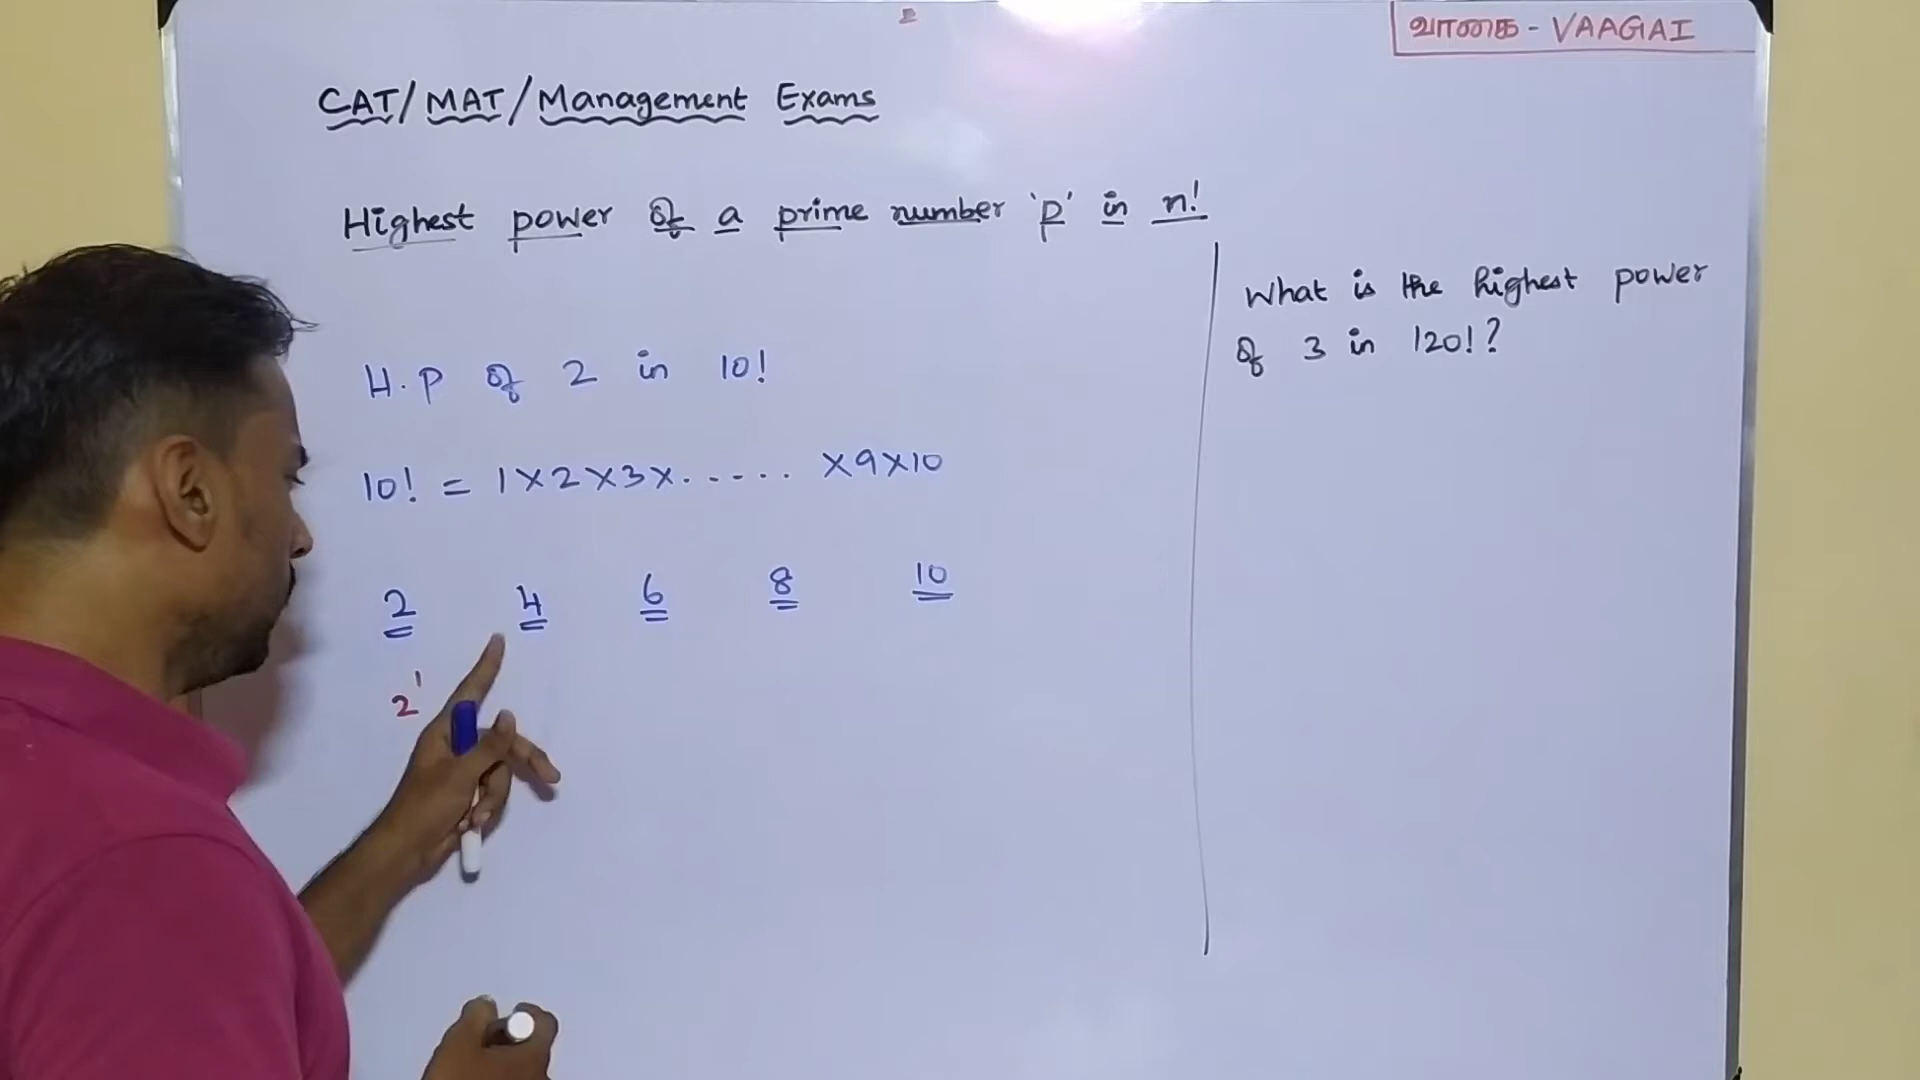 வாகை - VAAGAI
CAT/MAT/Management Exams
Highest power of a prime number 'p' in n!
H.P of 2 in 10!
10! = 1×2×3×..... ×9×10
2 4 6 8 10
2¹
What is the highest power
of 3 in 120!?